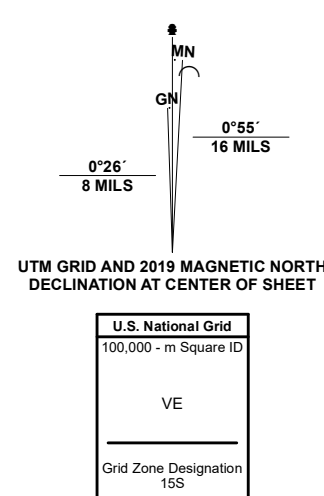 MN
GN
0°55´
16 MILS
0°26´
8 MILS
UTM GRID AND 2019 MAGNETIC NORTH
DECLINATION AT CENTER OF SHEET
U.S. National Grid
100,000 - m Square ID
VE
Grid Zone Designation
15S